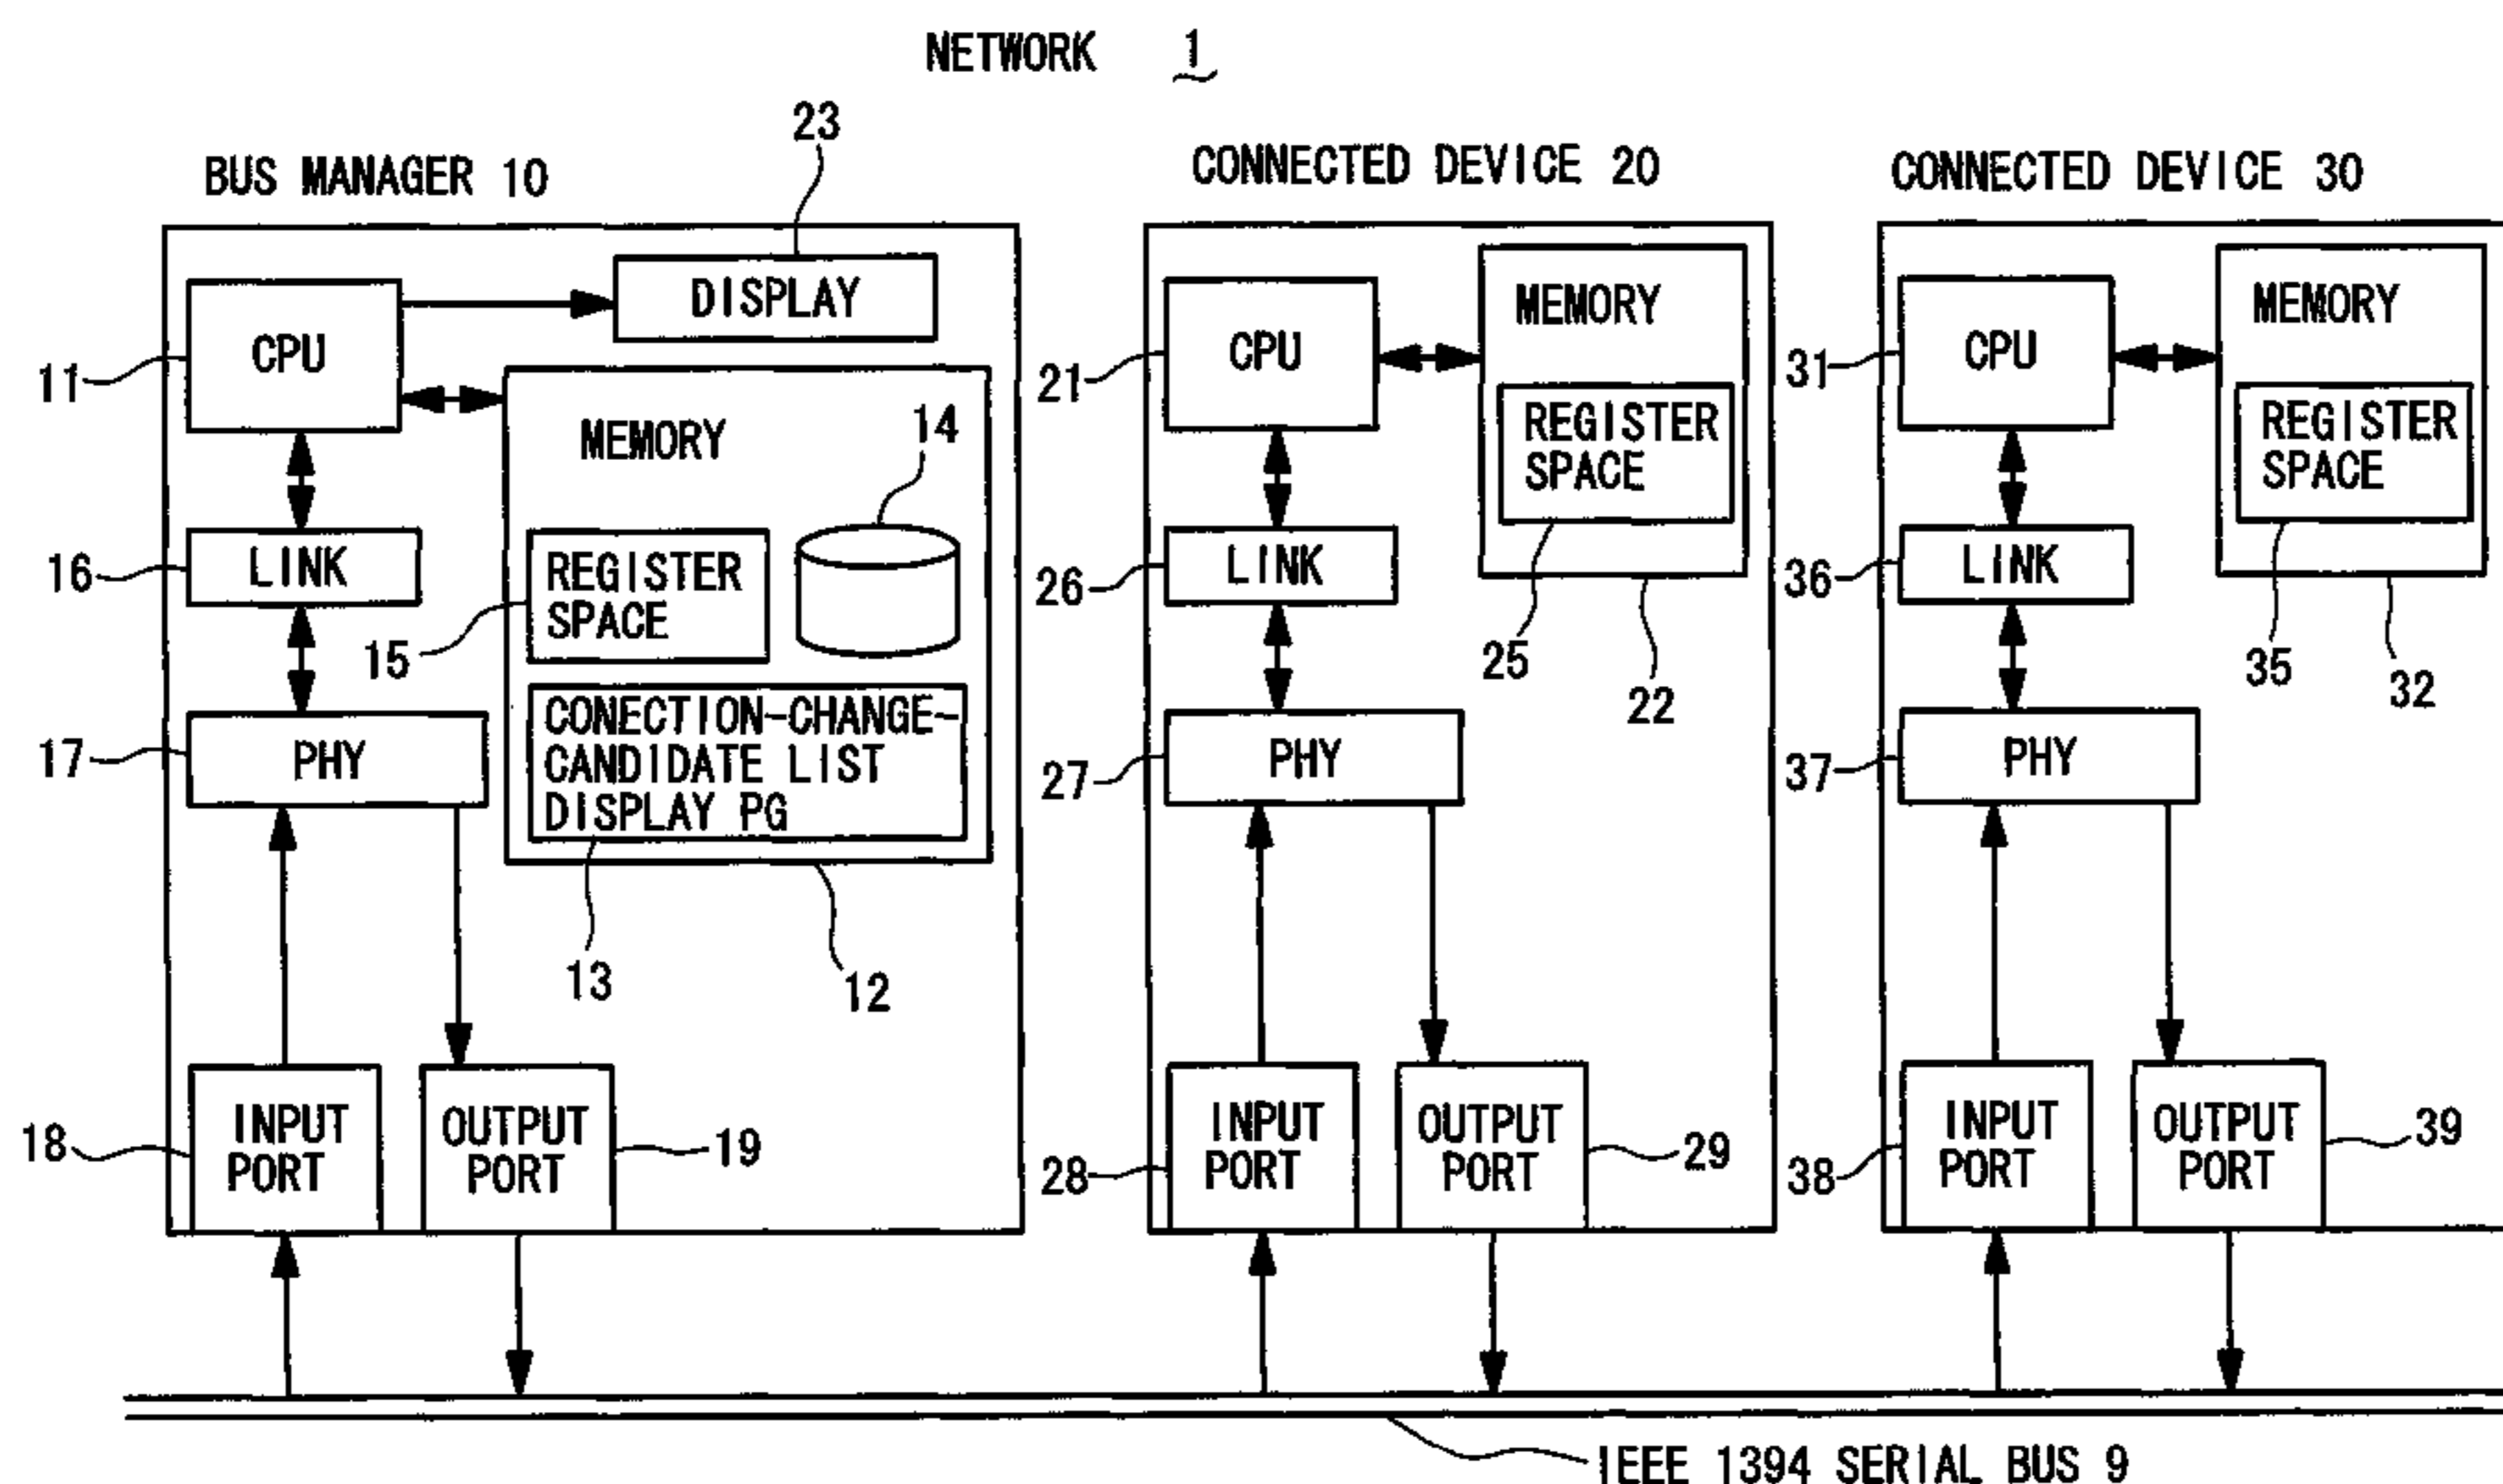 NETWORK 1
BUS MANAGER 10
23
CONNECTED DEVICE 20
CONNECTED DEVICE 30
DISPLAY
CPU
11
MEMORY
14
LINK
16
REGISTER
SPACE
15
CONECTION-CHANGE-
CANDIDATE LIST
DISPLAY PG
PHY
17
13
12
INPUT
PORT
18
OUTPUT
PORT
19
CPU
21
MEMORY
REGISTER
SPACE
LINK
26
25
22
PHY
27
INPUT
PORT
28
OUTPUT
PORT
29
CPU
31
MEMORY
REGISTER
SPACE
LINK
36
35
32
PHY
37
INPUT
PORT
38
OUTPUT
PORT
39
IEEE 1394 SERIAL BUS 9